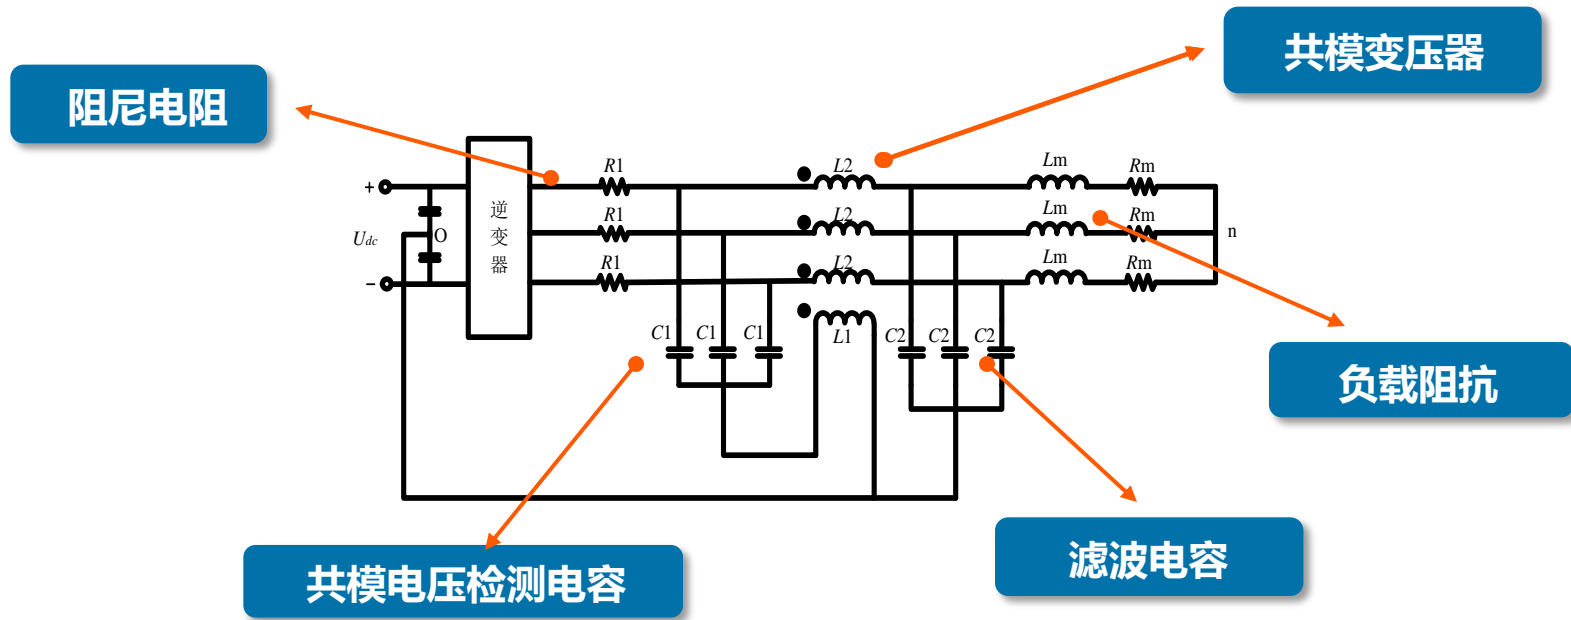 共模变压器
阻尼电阻
R1 L2 Lm Rm
+
逆变器
R1 L2 Lm Rm
Udc O n
R1 L2 Lm Rm
−
C1 C1 C1 L1 C2 C2 C2
负载阻抗
滤波电容
共模电压检测电容